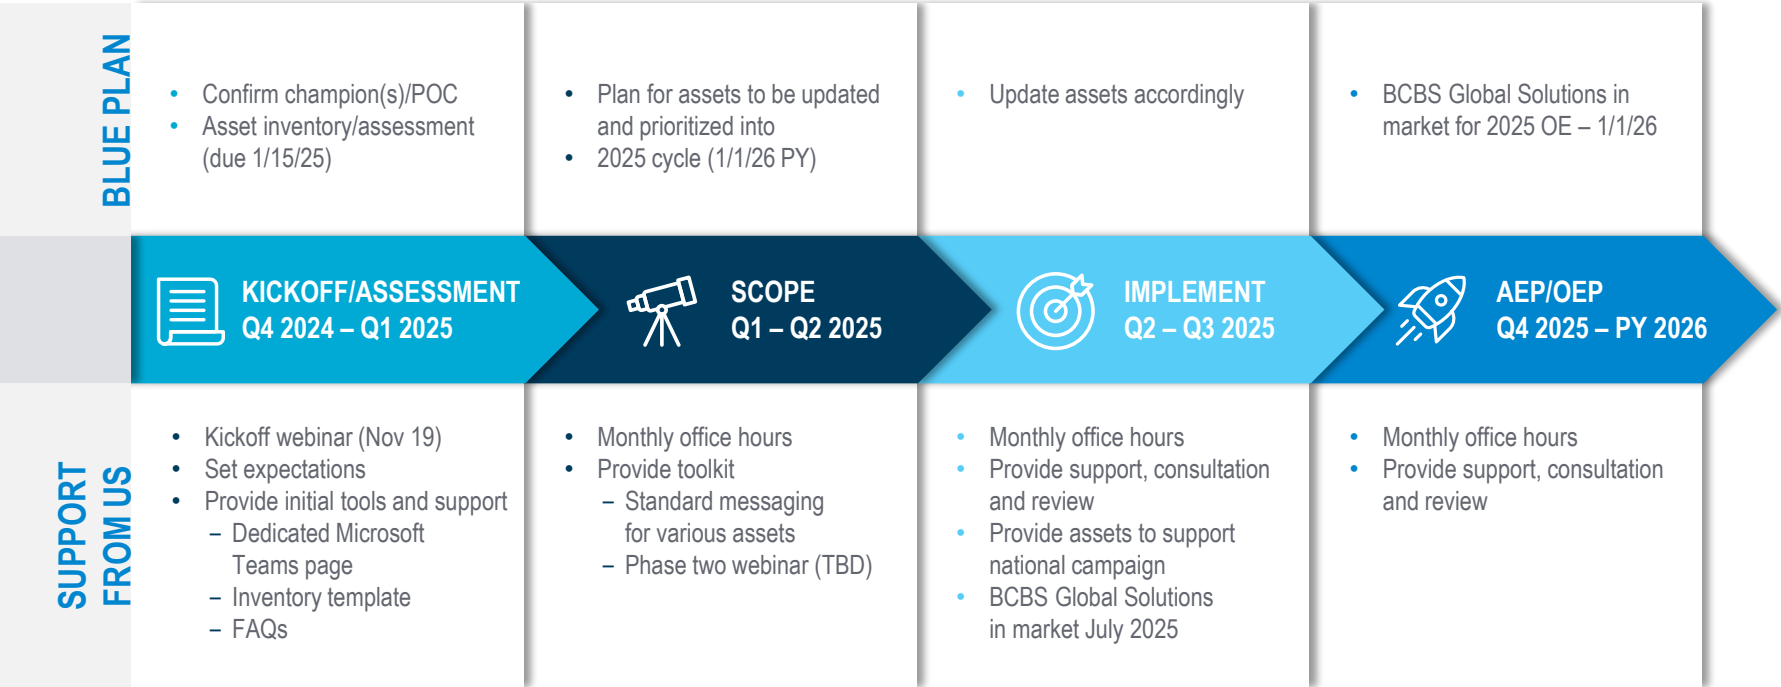 BLUE PLAN
• Confirm champion(s)/POC
• Asset inventory/assessment
(due 1/15/25)
• Plan for assets to be updated
and prioritized into
• 2025 cycle (1/1/26 PY)
• Update assets accordingly
• BCBS Global Solutions in
market for 2025 OE – 1/1/26
KICKOFF/ASSESSMENT
Q4 2024 – Q1 2025
SCOPE
Q1 – Q2 2025
IMPLEMENT
Q2 – Q3 2025
AEP/OEP
Q4 2025 – PY 2026
SUPPORT
FROM US
• Kickoff webinar (Nov 19)
• Set expectations
• Provide initial tools and support
– Dedicated Microsoft
Teams page
– Inventory template
– FAQs
• Monthly office hours
• Provide toolkit
– Standard messaging
for various assets
– Phase two webinar (TBD)
• Monthly office hours
• Provide support, consultation
and review
• Provide assets to support
national campaign
• BCBS Global Solutions
in market July 2025
• Monthly office hours
• Provide support, consultation
and review